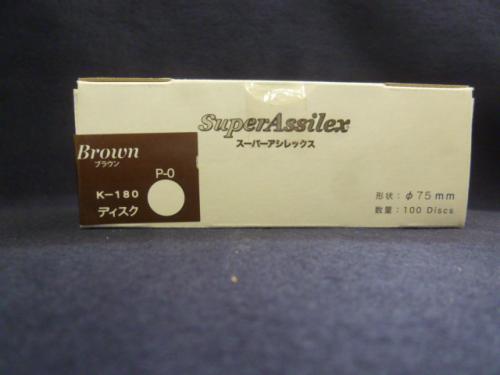 SuperAssilex
スーパーアシレックス
Brown
ブラウン
P-0
K-180
ディスク
形状：φ75mm
数量：100 Discs